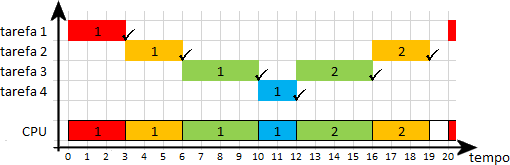 tarefa 1 1
tarefa 2 1 2
tarefa 3 1 2
tarefa 4 1
CPU 1 1 1 1 2 2
0 1 2 3 4 5 6 7 8 9 10 11 12 13 14 15 16 17 18 19 20 tempo